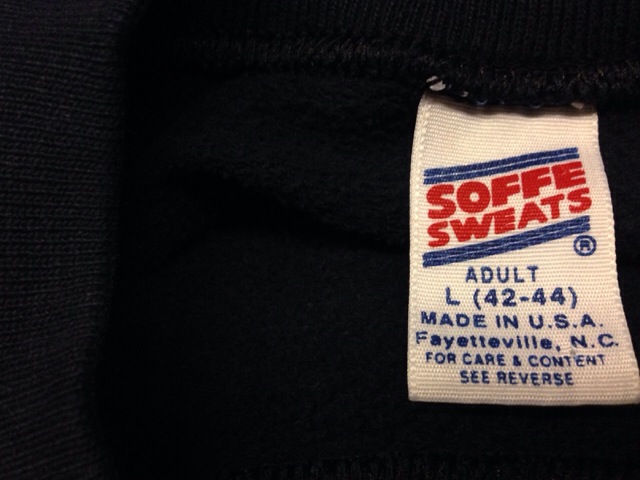 SOFFE
SWEATS
®
ADULT
L (42-44)
MADE IN U.S.A.
Fayetteville, N.C.
FOR CARE & CONTENT
SEE REVERSE